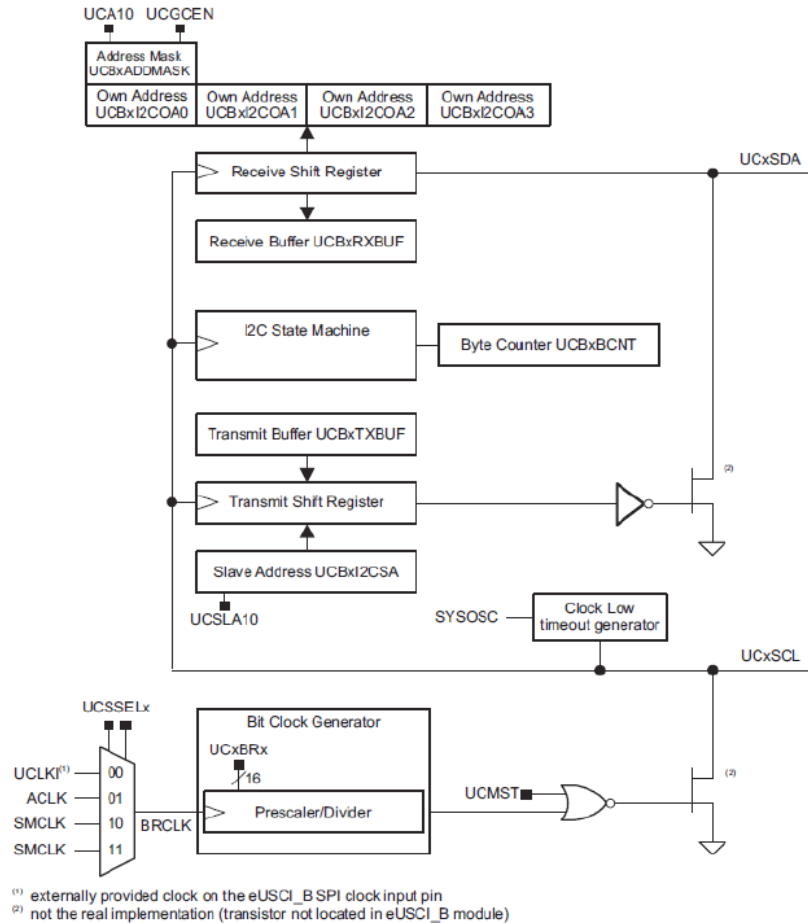 UCA10 UCGCEN
Address Mask
UCBxADDMASK
Own Address
UCBxI2COA0
Own Address
UCBxI2COA1
Own Address
UCBxI2COA2
Own Address
UCBxI2COA3
Receive Shift Register
UCxSDA
Receive Buffer UCBxRXBUF
I2C State Machine
Byte Counter UCBxBCNT
Transmit Buffer UCBxTXBUF
(2)
Transmit Shift Register
Slave Address UCBxI2CSA
UCSLA10
SYSOSC
Clock Low
timeout generator
UCxSCL
UCSSELx
Bit Clock Generator
UCxBRx
16
UCLKI(1) 00
ACLK 01
SMCLK 10
SMCLK 11
BRCLK
Prescaler/Divider
UCMST
(2)
(1) externally provided clock on the eUSCI_B SPI clock input pin
(2) not the real implementation (transistor not located in eUSCI_B module)